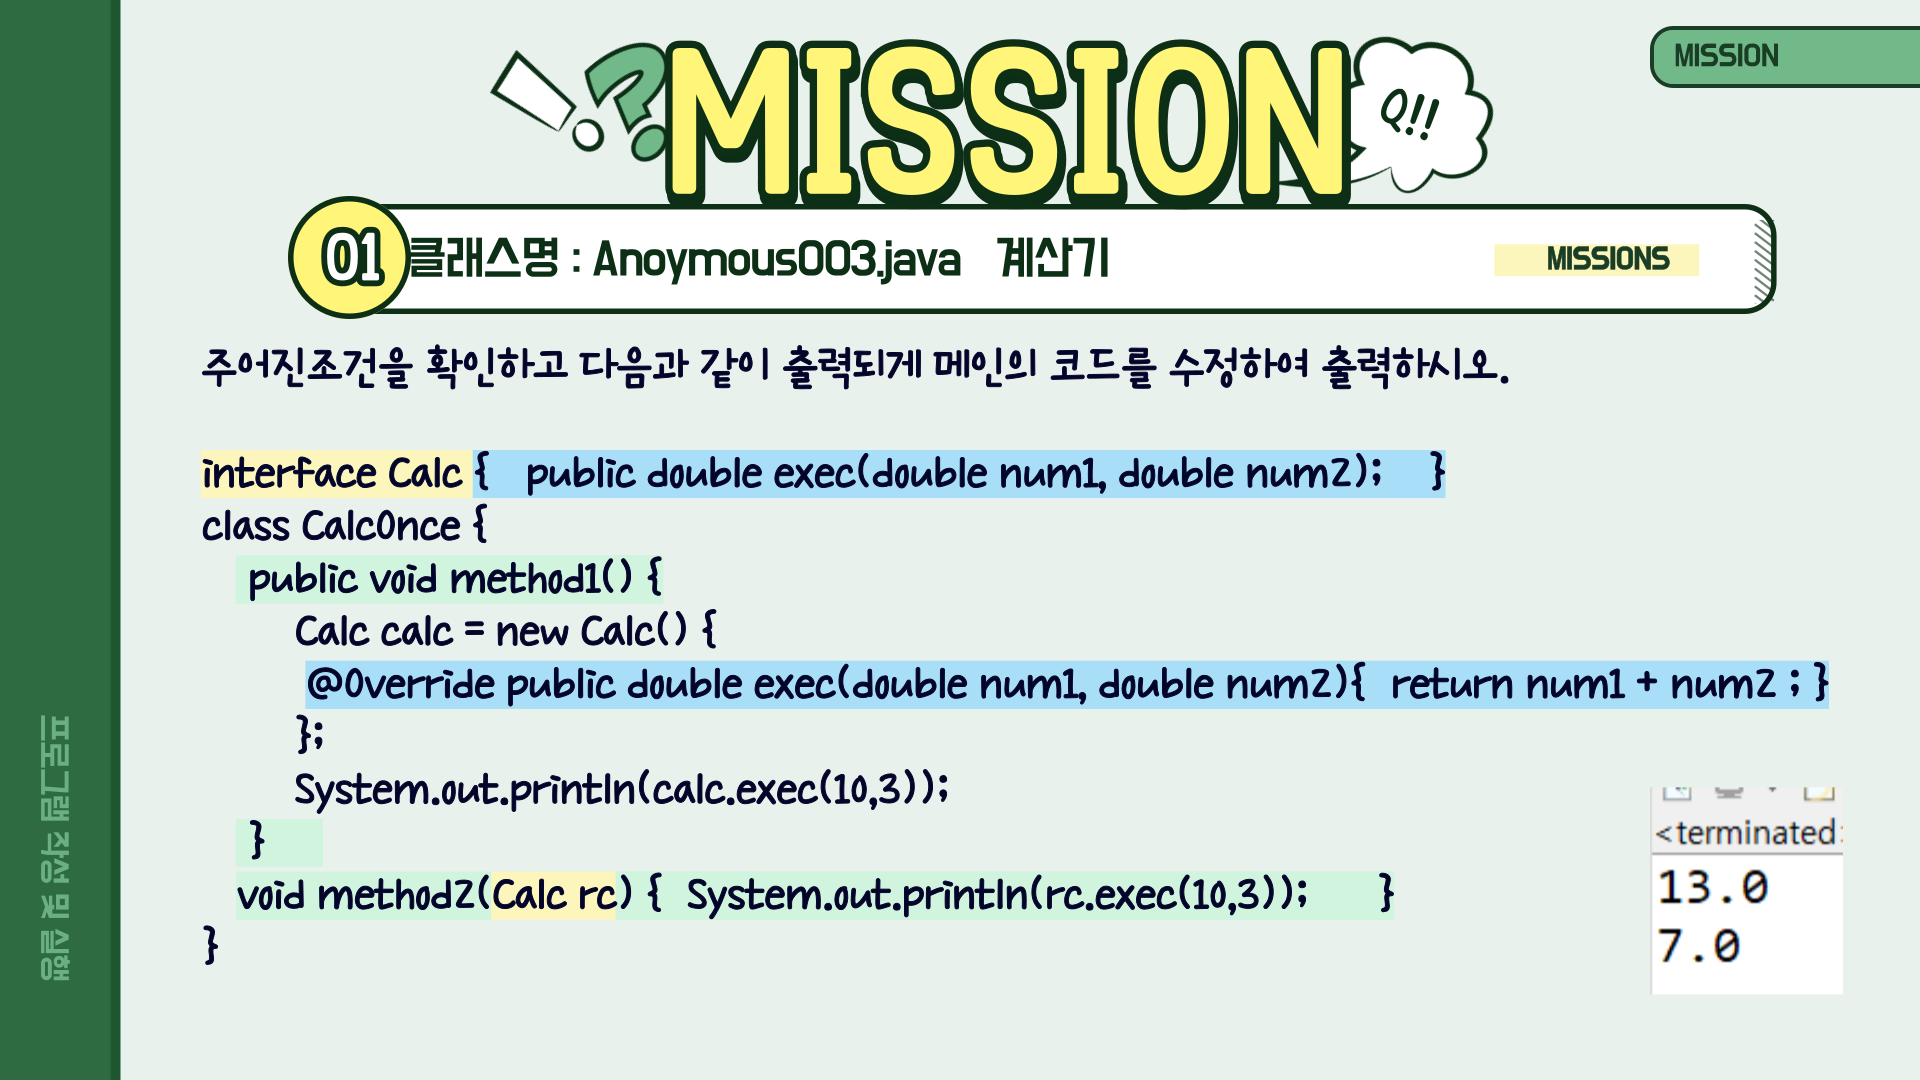 MISSION
!?
MISSION
Q!!
01
클래스명 : Anoymous003.java 계산기
MISSIONS
주어진조건을 확인하고 다음과 같이 출력되게 메인의 코드를 수정하여 출력하시오.
interface Calc { public double exec(double num1, double num2); }
class CalcOnce {
public void method1() {
Calc calc = new Calc() {
@Override public double exec(double num1, double num2){ return num1 + num2 ; }
};
System.out.println(calc.exec(10,3));
}
void method2(Calc rc) { System.out.println(rc.exec(10,3)); }
}
<terminated>
13.0
7.0
프로그램 작성 및 실행